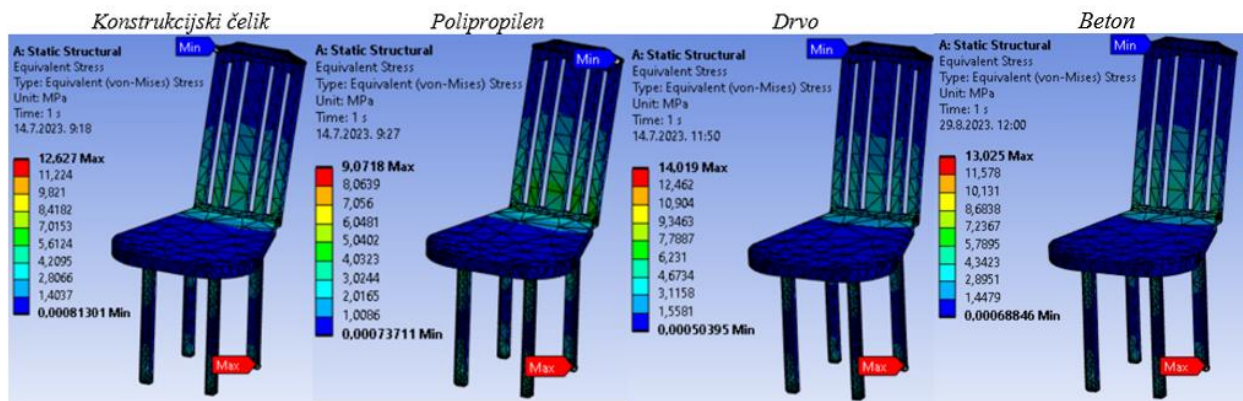 Konstrukcijski čelik
A: Static Structural
Equivalent Stress
Type: Equivalent (von-Mises) Stress
Unit: MPa
Time: 1 s
14.7.2023. 9:18
12,627 Max
11,224
9,821
8,4182
7,0153
5,6124
4,2095
2,8066
1,4037
0,00081301 Min
Min
Max
Polipropilen
A: Static Structural
Equivalent Stress
Type: Equivalent (von-Mises) Stress
Unit: MPa
Time: 1 s
14.7.2023. 9:27
9,0718 Max
8,0639
7,056
6,0481
5,0402
4,0323
3,0244
2,0165
1,0086
0,00073711 Min
Min
Max
Drvo
A: Static Structural
Equivalent Stress
Type: Equivalent (von-Mises) Stress
Unit: MPa
Time: 1 s
14.7.2023. 11:50
14,019 Max
12,462
10,904
9,3463
7,7887
6,231
4,6734
3,1158
1,5581
0,00050395 Min
Min
Max
Beton
A: Static Structural
Equivalent Stress
Type: Equivalent (von-Mises) Stress
Unit: MPa
Time: 1 s
29.8.2023. 12:00
13,025 Max
11,578
10,131
8,6838
7,2367
5,7895
4,3423
2,8951
1,4479
0,00068846 Min
Min
Max